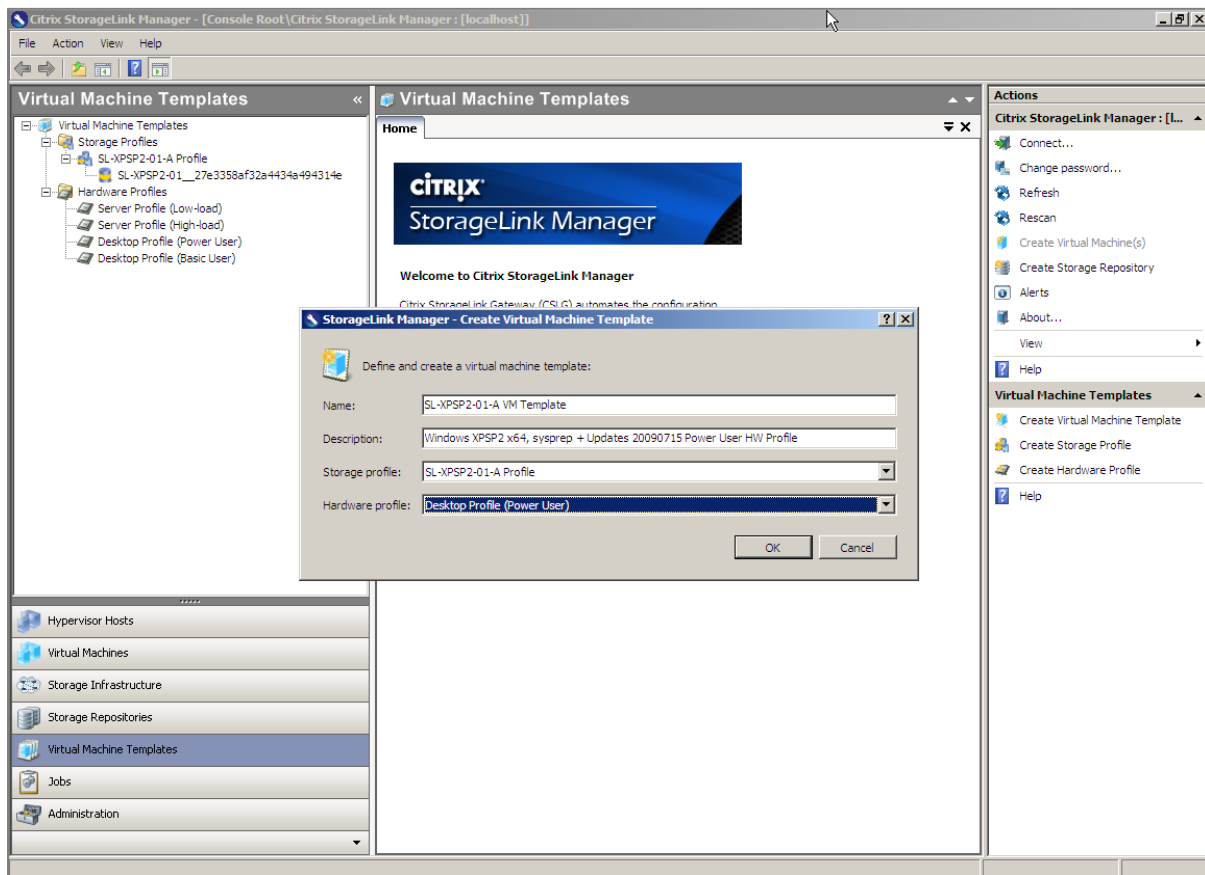 Citrix StorageLink Manager - [Console Root\Citrix StorageLink Manager : [localhost]]
File Action View Help
Virtual Machine Templates «
Virtual Machine Templates
Storage Profiles
SL-XPSP2-01-A Profile
SL-XPSP2-01__27e3358af32a4434a494314e
Hardware Profiles
Server Profile (Low-load)
Server Profile (High-load)
Desktop Profile (Power User)
Desktop Profile (Basic User)
Hypervisor Hosts
Virtual Machines
Storage Infrastructure
Storage Repositories
Virtual Machine Templates
Jobs
Administration
Virtual Machine Templates
Home
CITRIX
StorageLink Manager
Welcome to Citrix StorageLink Manager
Citrix StorageLink Gateway (CSLG) automates the configuration
StorageLink Manager - Create Virtual Machine Template
Define and create a virtual machine template:
Name: SL-XPSP2-01-A VM Template
Description: Windows XPSP2 x64, sysprep + Updates 20090715 Power User HW Profile
Storage profile: SL-XPSP2-01-A Profile
Hardware profile: Desktop Profile (Power User)
OK Cancel
Actions
Citrix StorageLink Manager : [l...
Connect...
Change password...
Refresh
Rescan
Create Virtual Machine(s)
Create Storage Repository
Alerts
About...
View
Help
Virtual Machine Templates
Create Virtual Machine Template
Create Storage Profile
Create Hardware Profile
Help